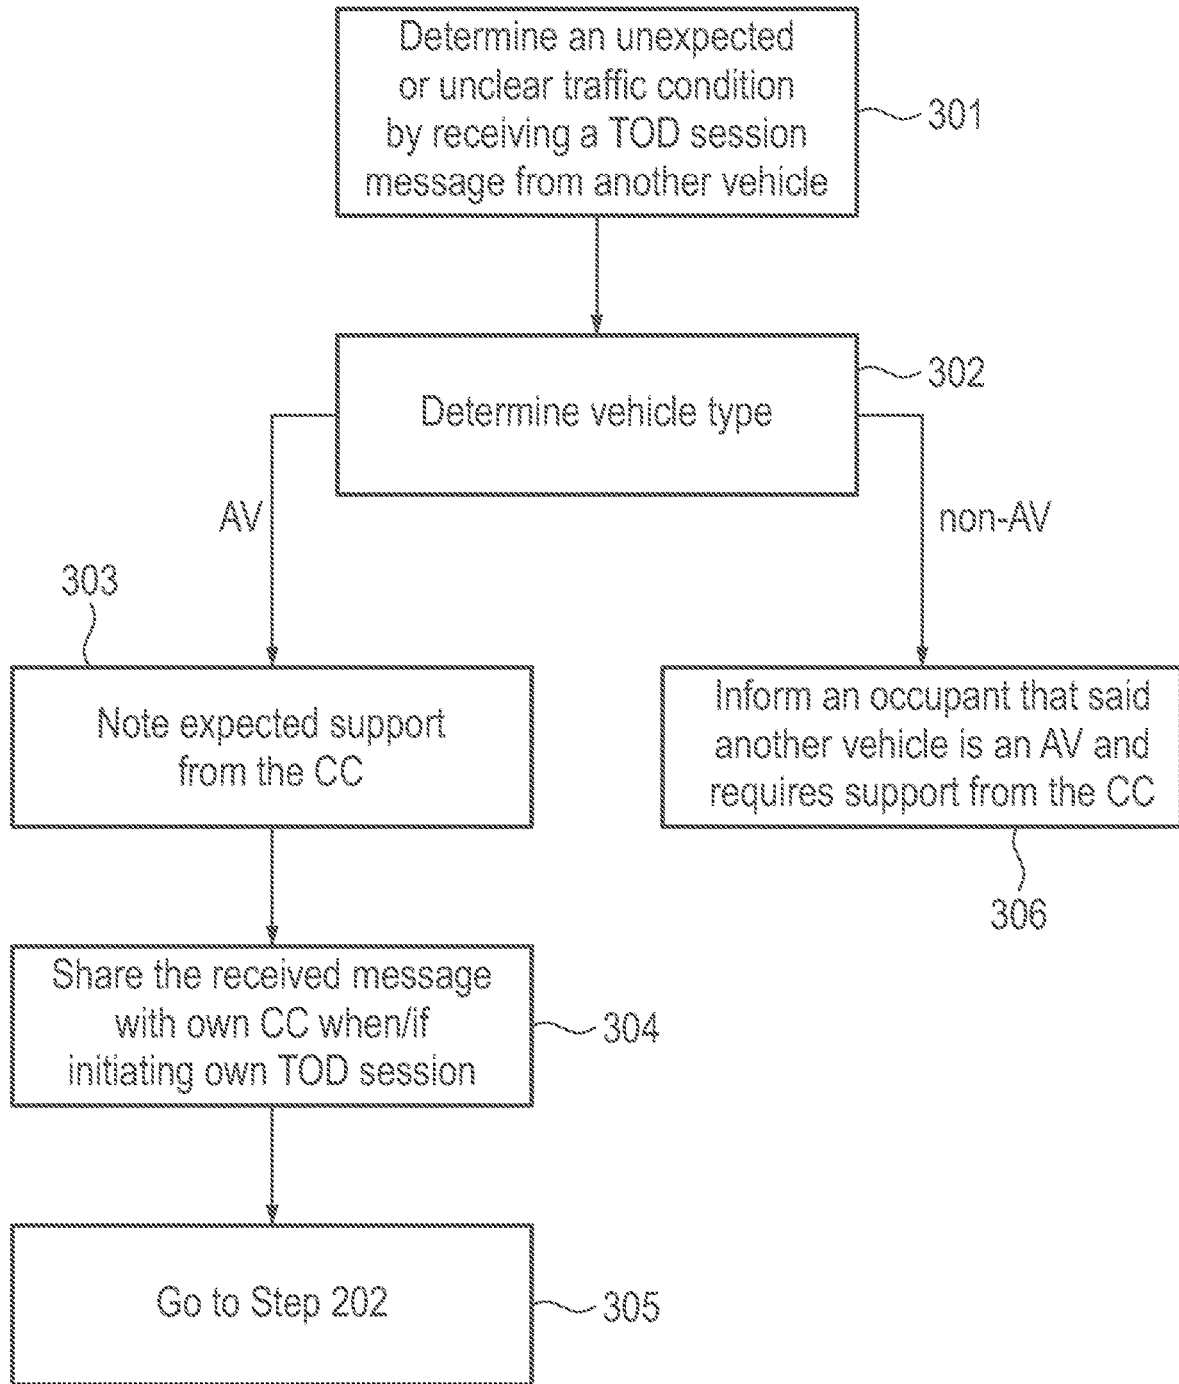 Determine an unexpected
or unclear traffic condition
by receiving a TOD session
message from another vehicle
301
302
Determine vehicle type
AV
non-AV
303
Note expected support
from the CC
Inform an occupant that said
another vehicle is an AV and
requires support from the CC
306
Share the received message
with own CC when/if
initiating own TOD session
304
Go to Step 202
305